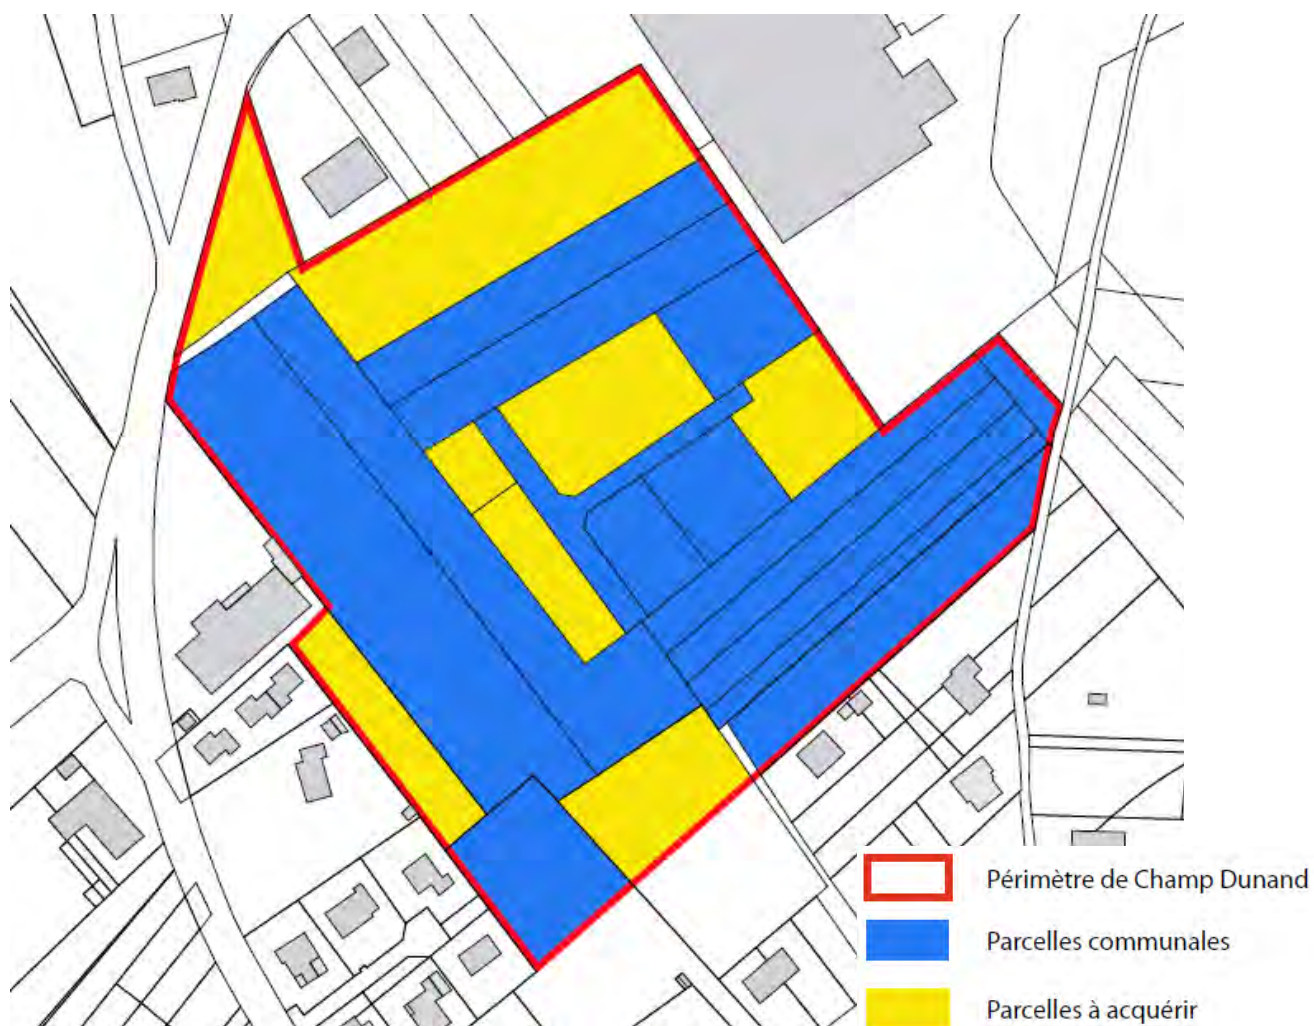 Périmètre de Champ Dunand
Parcelles communales
Parcelles à acquérir